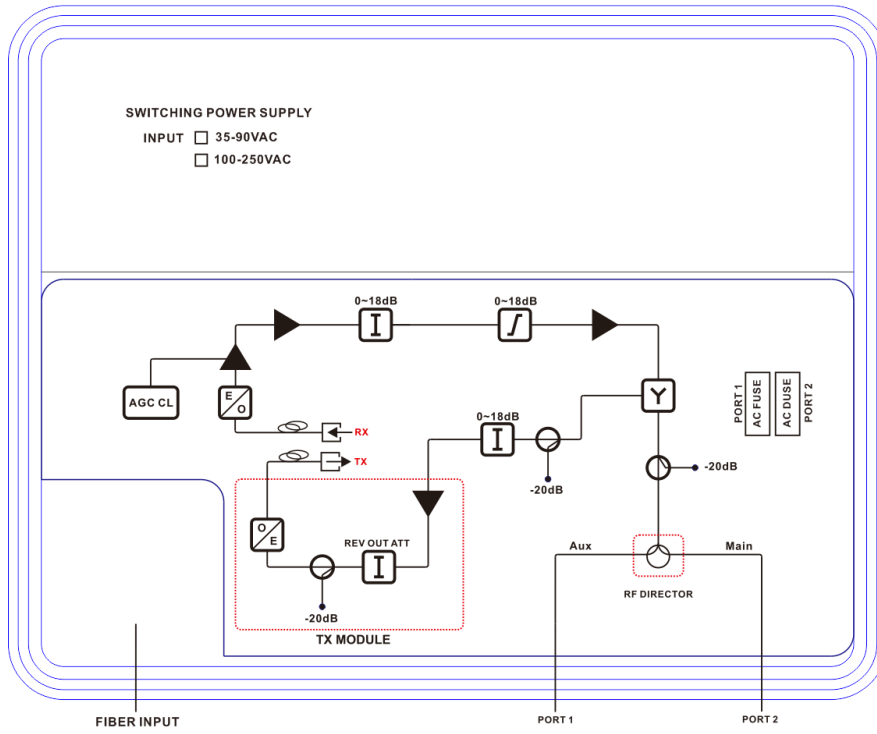 SWITCHING POWER SUPPLY
INPUT 35-90VAC
100-250VAC
0~18dB
0~18dB
AGC CL
E/O
RX
TX
0~18dB
Y
-20dB
-20dB
PORT 1
AC FUSE
AC DUSE
PORT 2
O/E
REV OUT ATT
-20dB
TX MODULE
Aux
Main
RF DIRECTOR
FIBER INPUT
PORT 1
PORT 2